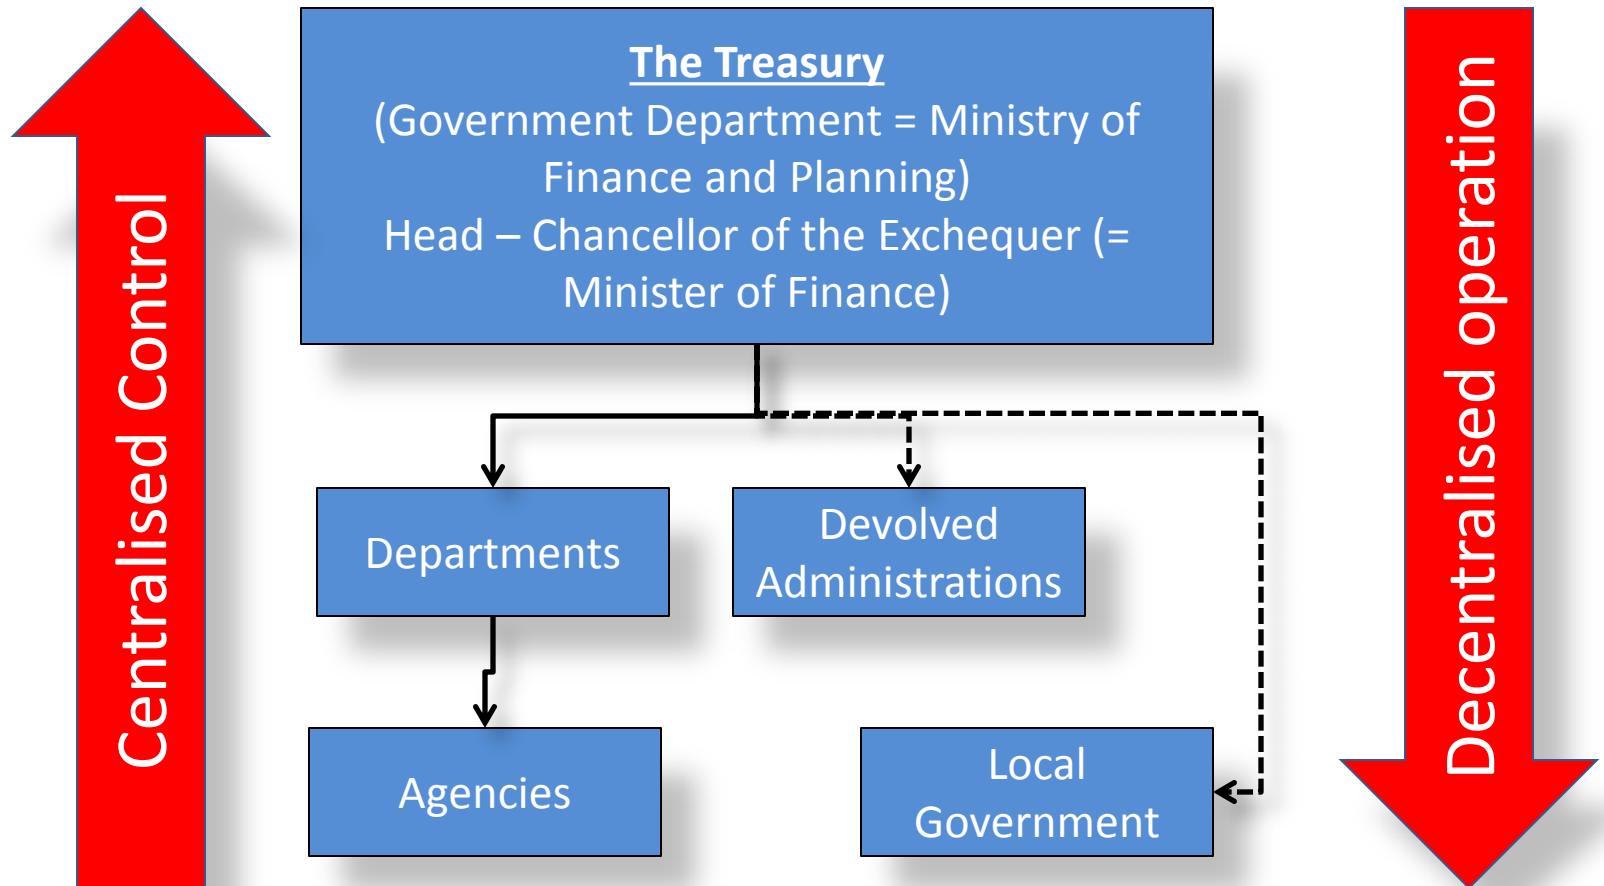 Centralised Control
The Treasury
(Government Department = Ministry of
Finance and Planning)
Head – Chancellor of the Exchequer (=
Minister of Finance)
Decentralised operation
Departments
Devolved
Administrations
Agencies
Local
Government